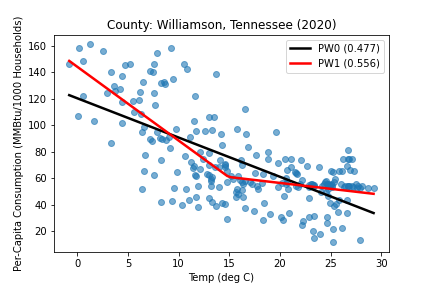 County: Williamson, Tennessee (2020)
PW0 (0.477)
PW1 (0.556)
Per-Capita Consumption (MMBtu/1000 Households)
160
140
120
100
80
60
40
20
0 5 10 15 20 25 30
Temp (deg C)